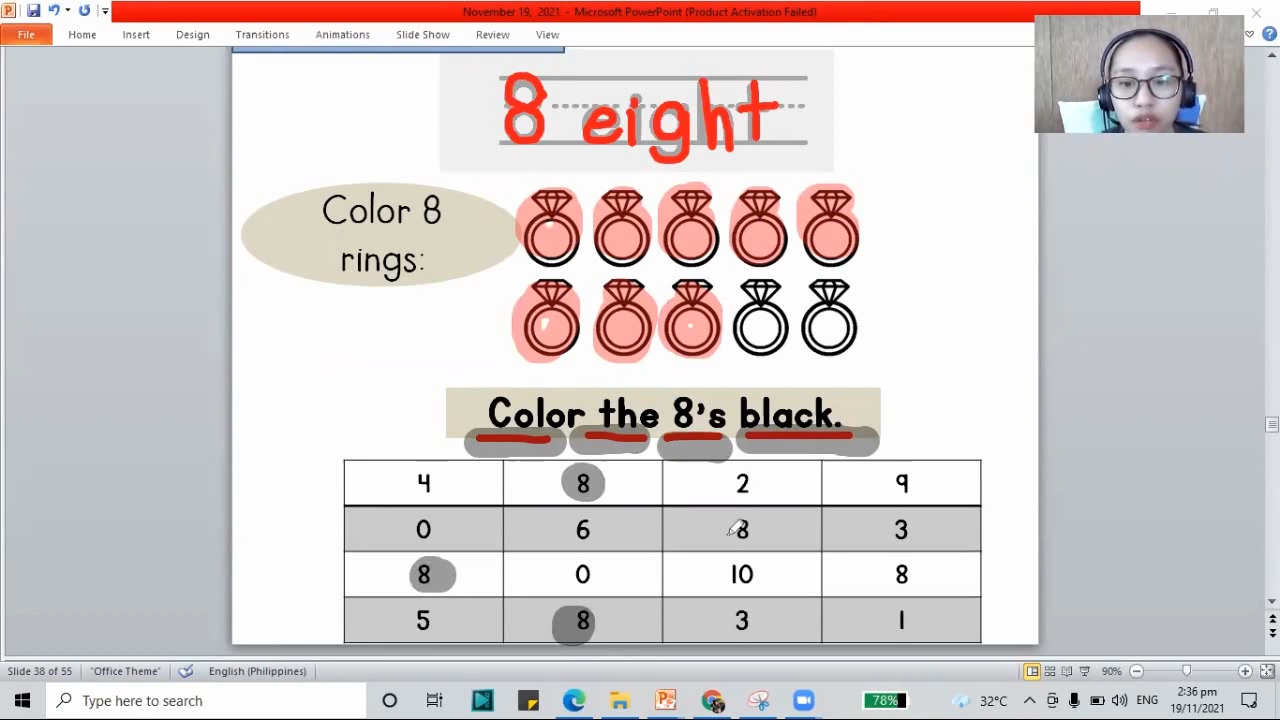 November 19, 2021 - Microsoft PowerPoint (Product Activation Failed)
File Home Insert Design Transitions Animations Slide Show Review View
8 eight
Color 8
rings:
Color the 8's black.
4 8 2 9
0 6 8 3
8 0 10 8
5 8 3 1
Slide 38 of 55 "Office Theme" English (Philippines) 90%
Type here to search 78% 32°C ENG 2:36 pm
19/11/2021